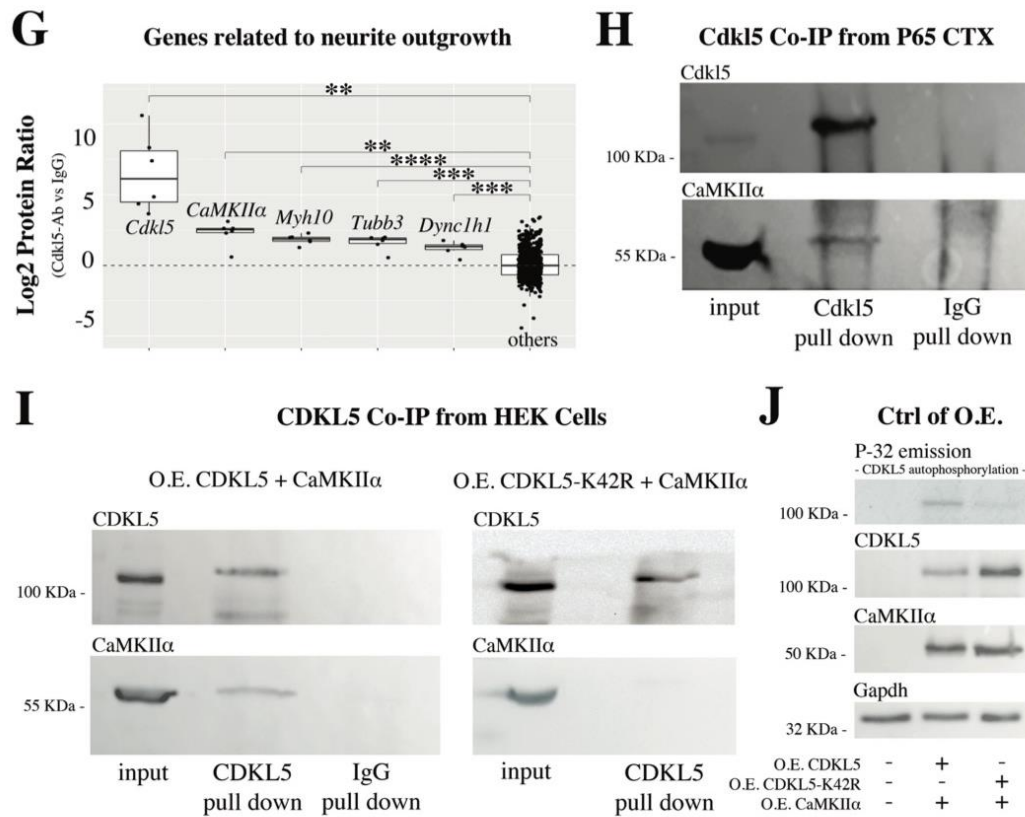 G
Genes related to neurite outgrowth
Log2 Protein Ratio
(Cdkl5-Ab vs IgG)
10
5
0
-5
**
**
****
***
***
Cdkl5
CaMKIIα
Myh10
Tubb3
Dync1h1
others
H
Cdkl5 Co-IP from P65 CTX
Cdkl5
100 KDa -
CaMKIIα
55 KDa -
input
Cdkl5
pull down
IgG
pull down
I
CDKL5 Co-IP from HEK Cells
O.E. CDKL5 + CaMKIIα
CDKL5
100 KDa -
CaMKIIα
55 KDa -
input
CDKL5
pull down
IgG
pull down
O.E. CDKL5-K42R + CaMKIIα
CDKL5
CaMKIIα
input
CDKL5
pull down
J
Ctrl of O.E.
P-32 emission
- CDKL5 autophosphorylation -
100 KDa -
CDKL5
100 KDa -
CaMKIIα
50 KDa -
Gapdh
32 KDa -
O.E. CDKL5 - + -
O.E. CDKL5-K42R - - +
O.E. CaMKIIα - + +